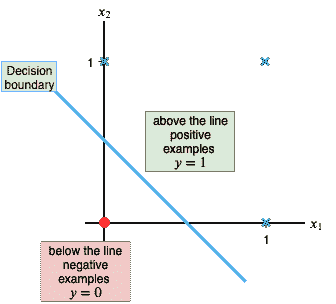 x₂
1
Decision
boundary
above the line
positive
examples
y = 1
x₁
1
below the line
negative
examples
y = 0